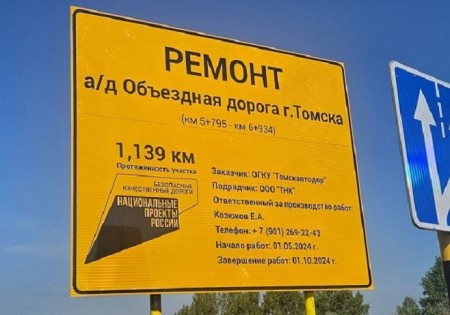 РЕМОНТ
а/д Объездная дорога г.Томска
(км 5+795 - км 6+934)
1,139 км
Протяженность участка
БЕЗОПАСНЫЕ
КАЧЕСТВЕННЫЕ ДОРОГИ
НАЦИОНАЛЬНЫЕ
ПРОЕКТЫ
РОССИИ
Заказчик: ОГКУ "Томскавтодор"
Подрядчик: ООО "ТНК"
Ответственный за производство работ:
Козюков Е.А.
Телефон: + 7 (901) 269-22-43
Начало работ: 01.05.2024 г.
Завершение работ: 01.10.2024 г.